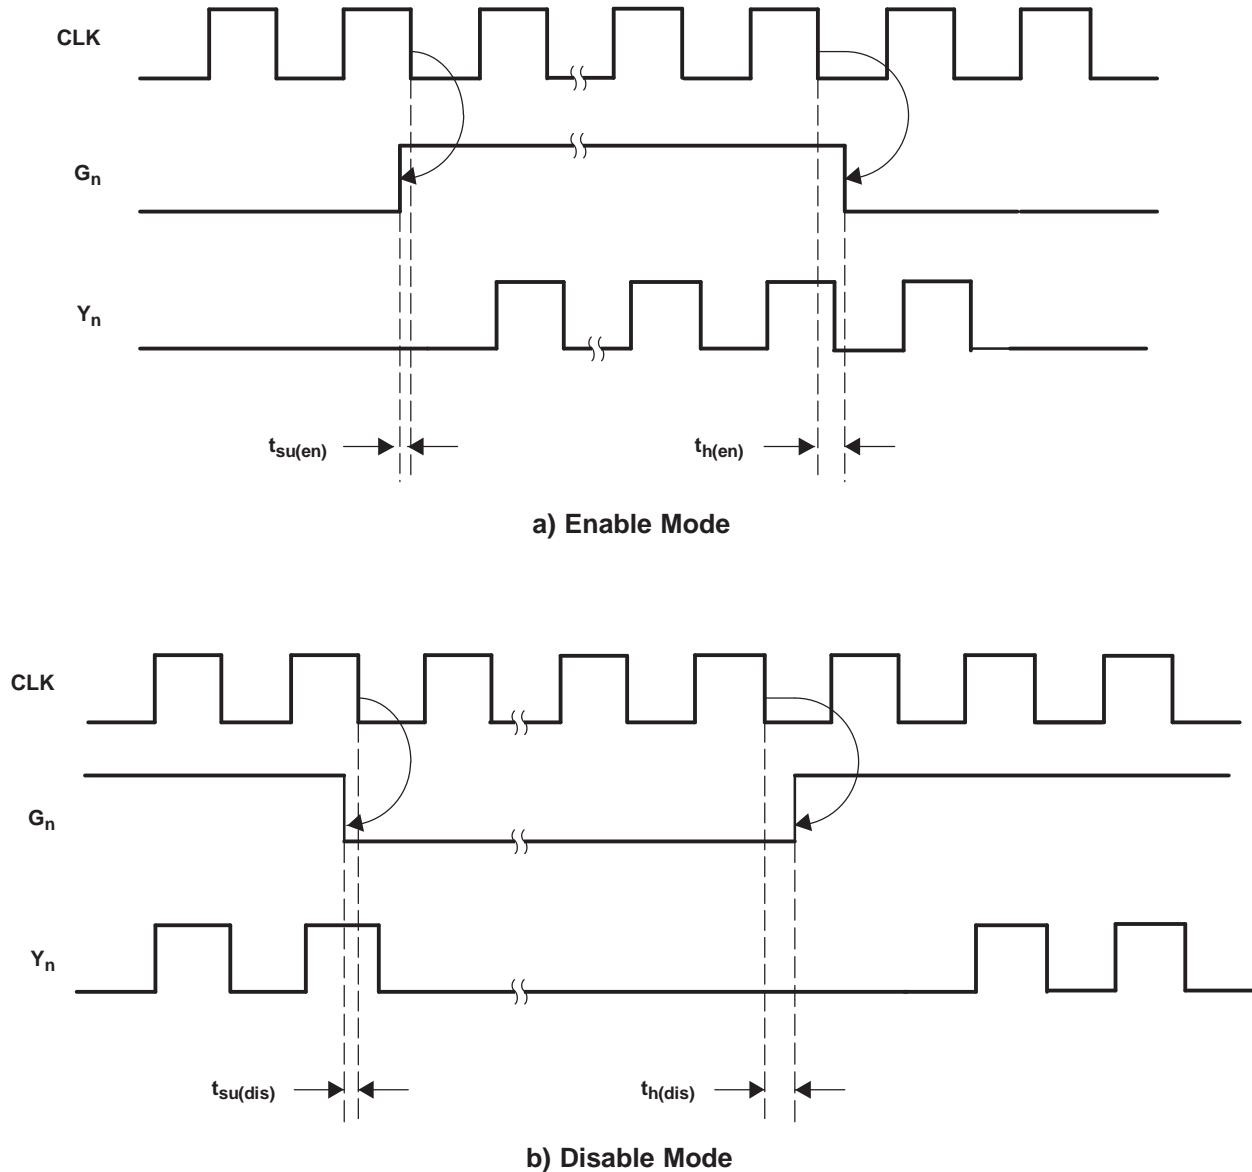 CLK
Gn
Yn
tsu(en)
th(en)
a) Enable Mode
CLK
Gn
Yn
tsu(dis)
th(dis)
b) Disable Mode